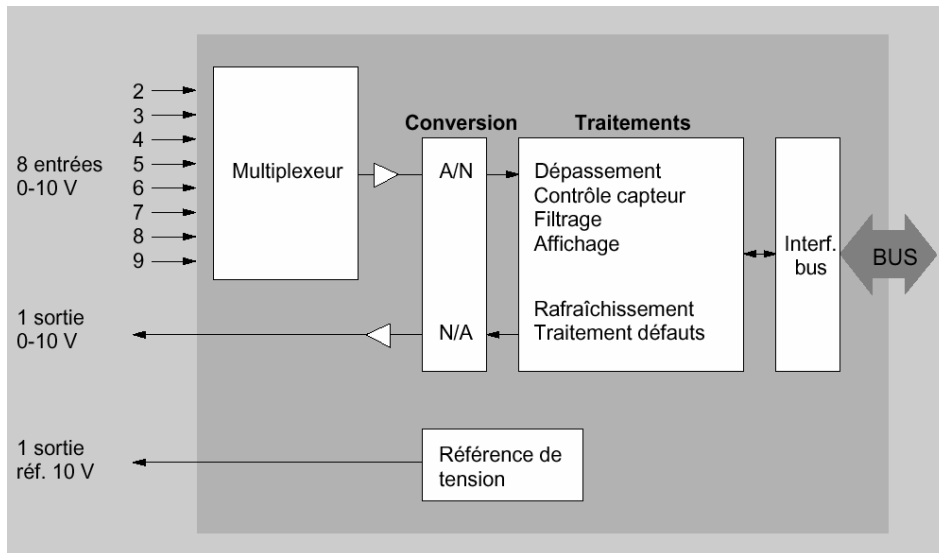 2
3
4
5
6
7
8
9
8 entrées
0-10 V
Multiplexeur
Conversion
A/N
Traitements
Dépassement
Contrôle capteur
Filtrage
Affichage
Interf.
bus
BUS
1 sortie
0-10 V
N/A
Rafraîchissement
Traitement défauts
1 sortie
réf. 10 V
Référence de
tension